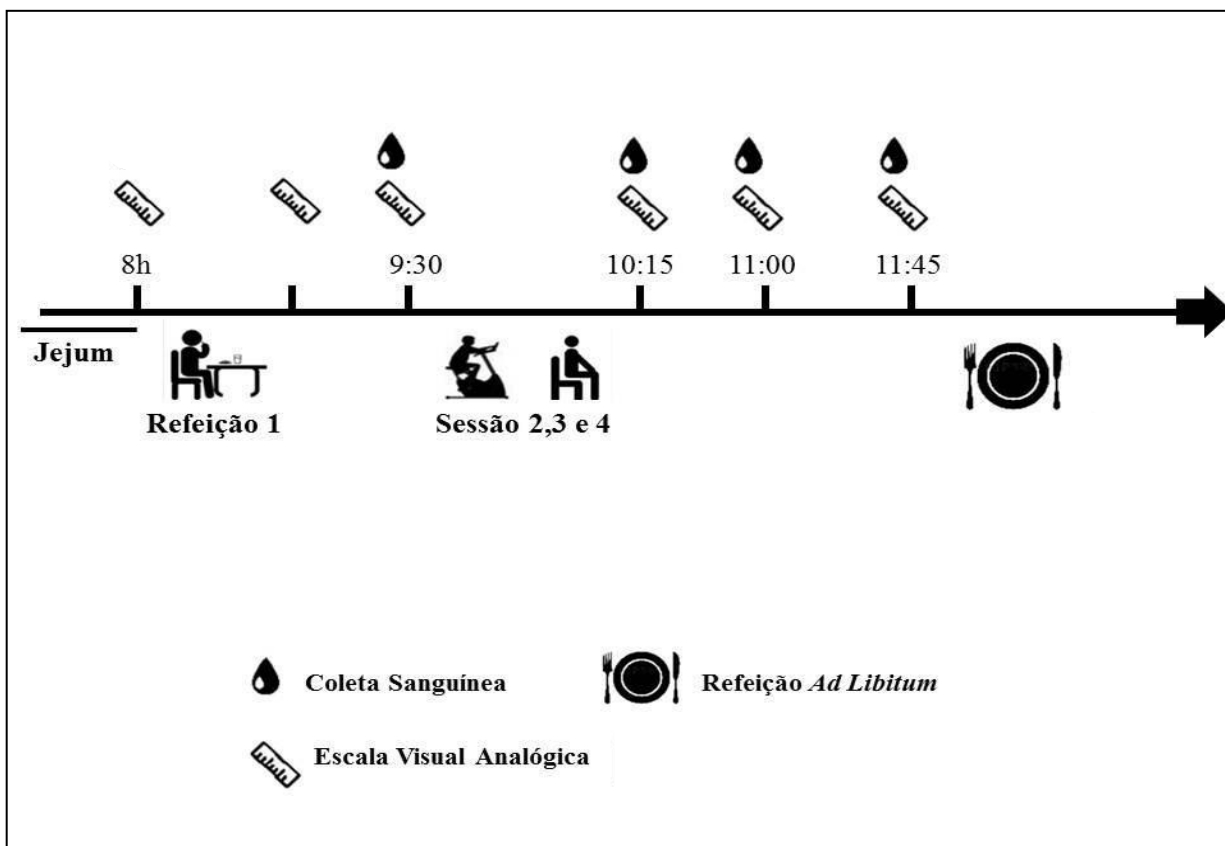 8h
9:30
10:15
11:00
11:45
Jejum
Refeição 1
Sessão 2,3 e 4
Coleta Sanguínea
Refeição Ad Libitum
Escala Visual Analógica